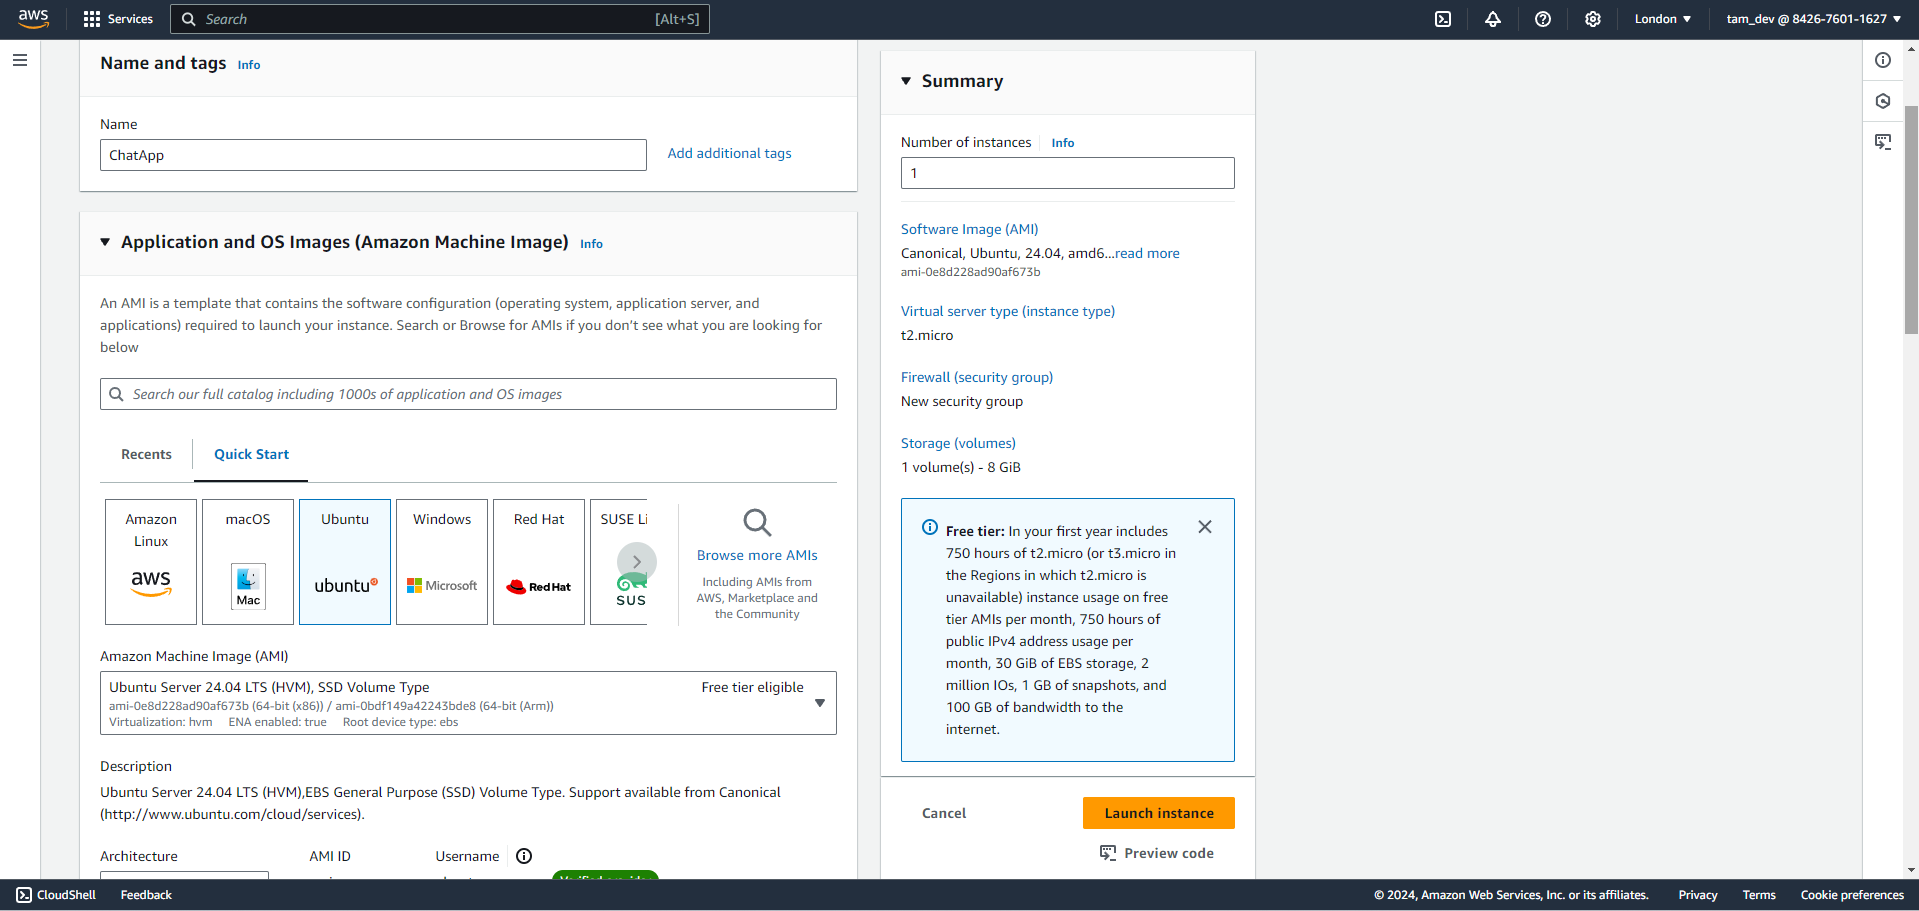 aws
Services
Search
[Alt+S]
London
tam_dev @ 8426-7601-1627
Name and tags Info
Name
ChatApp
Add additional tags
Application and OS Images (Amazon Machine Image) Info
An AMI is a template that contains the software configuration (operating system, application server, and
applications) required to launch your instance. Search or Browse for AMIs if you don’t see what you are looking for
below
Search our full catalog including 1000s of application and OS images
Recents
Quick Start
Amazon
Linux
aws
macOS
Mac
Ubuntu
ubuntu
Windows
Microsoft
Red Hat
Red Hat
SUSE Li
SUS
Browse more AMIs
Including AMIs from
AWS, Marketplace and
the Community
Amazon Machine Image (AMI)
Ubuntu Server 24.04 LTS (HVM), SSD Volume Type
Free tier eligible
ami-0e8d228ad90af673b (64-bit (x86)) / ami-0bdf149a42243bde8 (64-bit (Arm))
Virtualization: hvm ENA enabled: true Root device type: ebs
Description
Ubuntu Server 24.04 LTS (HVM),EBS General Purpose (SSD) Volume Type. Support available from Canonical
(http://www.ubuntu.com/cloud/services).
Architecture
AMI ID
Username
Summary
Number of instances Info
1
Software Image (AMI)
Canonical, Ubuntu, 24.04, amd6...read more
ami-0e8d228ad90af673b
Virtual server type (instance type)
t2.micro
Firewall (security group)
New security group
Storage (volumes)
1 volume(s) - 8 GiB
Free tier: In your first year includes
750 hours of t2.micro (or t3.micro in
the Regions in which t2.micro is
unavailable) instance usage on free
tier AMIs per month, 750 hours of
public IPv4 address usage per
month, 30 GiB of EBS storage, 2
million IOs, 1 GB of snapshots, and
100 GB of bandwidth to the
internet.
Cancel
Launch instance
Preview code
CloudShell
Feedback
© 2024, Amazon Web Services, Inc. or its affiliates.
Privacy
Terms
Cookie preferences